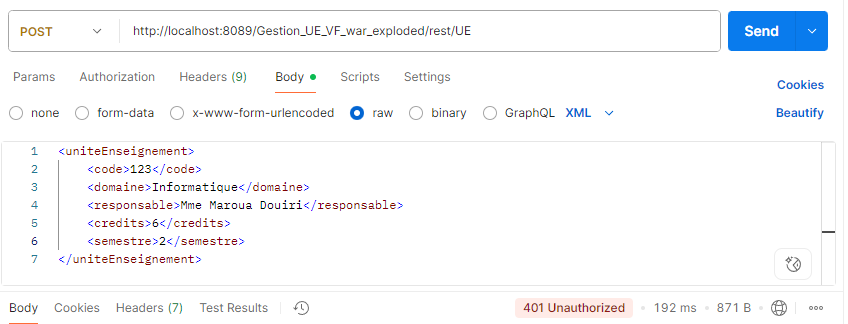 POST http://localhost:8089/Gestion_UE_VF_war_exploded/rest/UE Send
Params Authorization Headers (9) Body Scripts Settings Cookies
none form-data x-www-form-urlencoded raw binary GraphQL XML Beautify
1 <uniteEnseignement>
2 <code>123</code>
3 <domaine>Informatique</domaine>
4 <responsable>Mme Maroua Douiri</responsable>
5 <credits>6</credits>
6 <semestre>2</semestre>
7 </uniteEnseignement>
Body Cookies Headers (7) Test Results 401 Unauthorized 192 ms 871 B